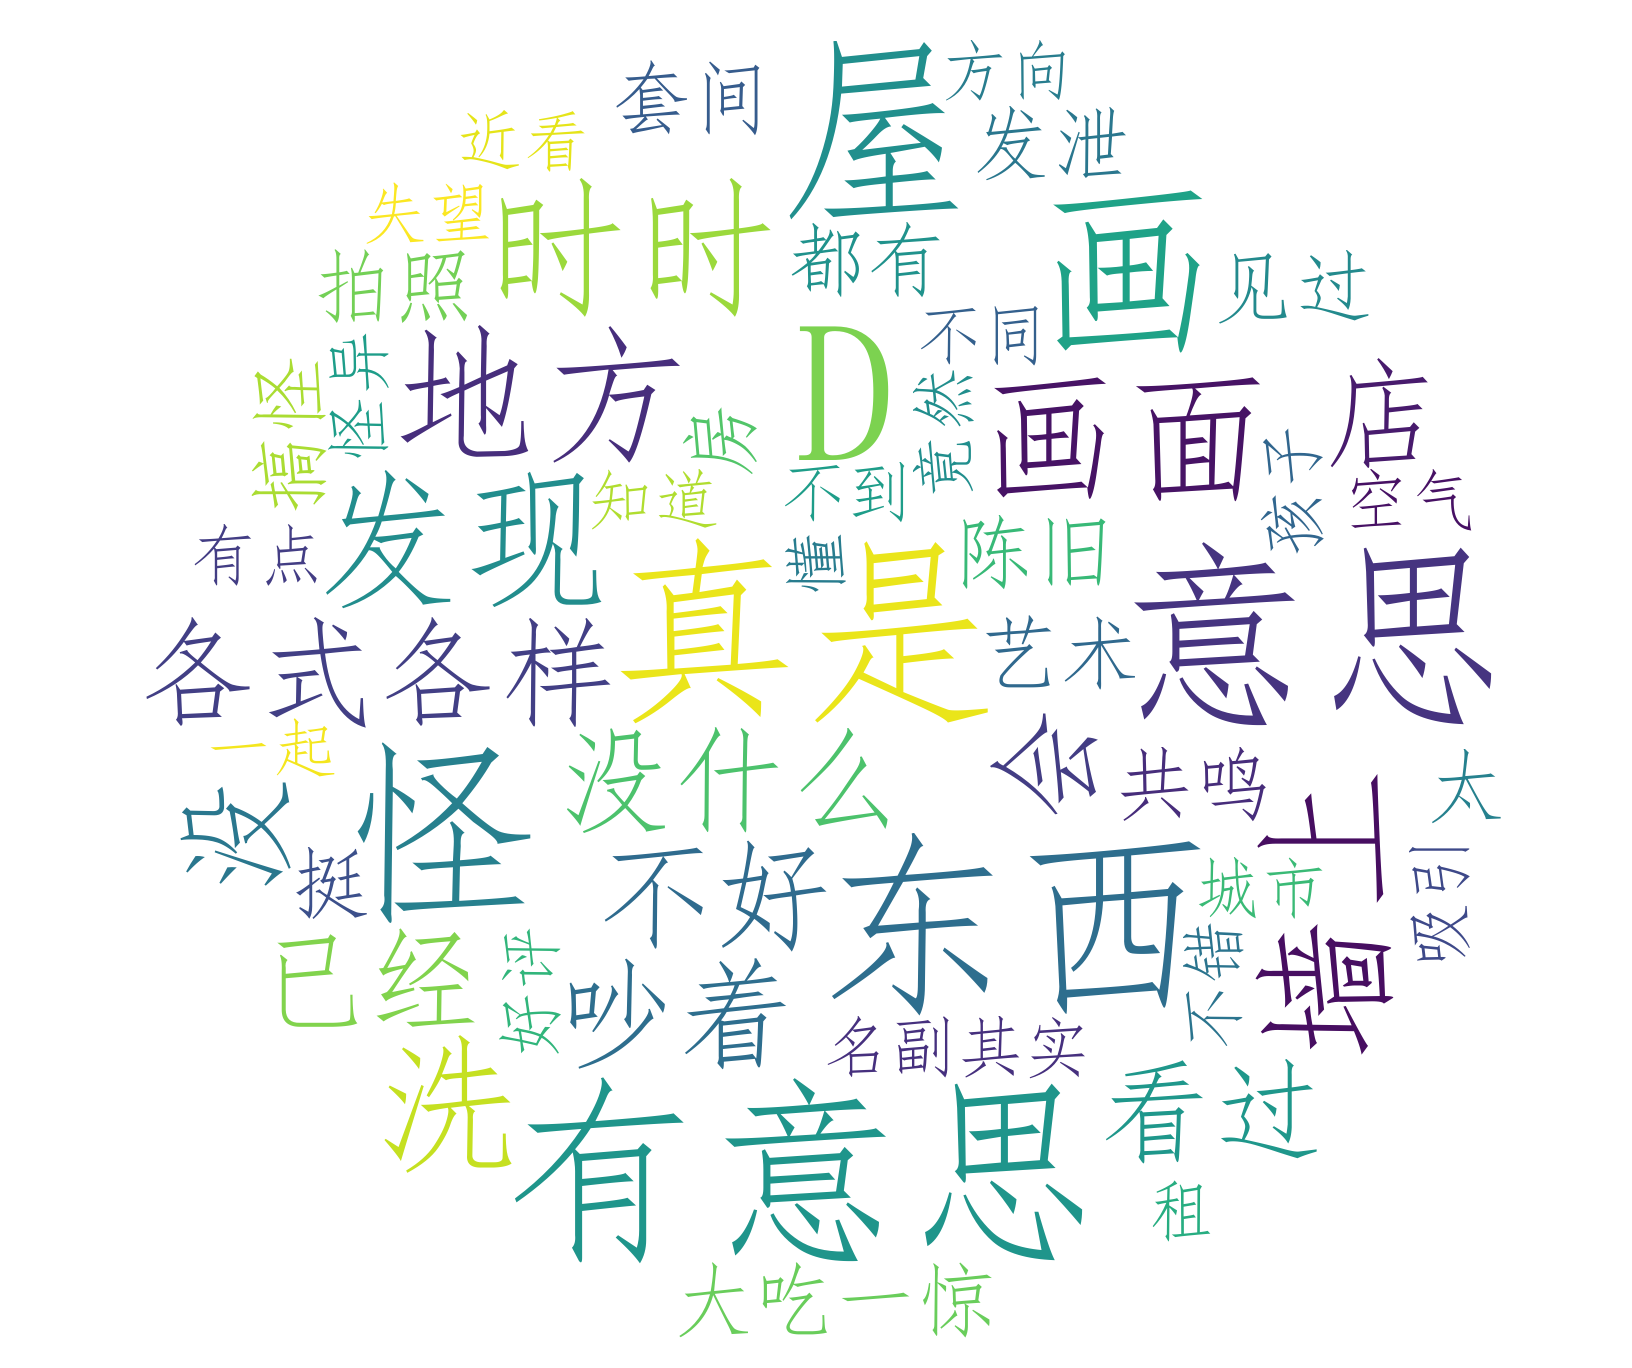 屋
方向
套间
发泄
近看
时时
画
失望
都有
拍照
见过
不同
D
地方
怪异
搞怪
竟然
画面
店
房
孩子
不到
知道
空气
发现
陈旧
有点
懂
真是
意思
各式各样
艺术
一起
会
没什么
共鸣
大
怪
没
墙上
东西
不好
挺
吸引
城市
已经
好评
不错
吵着
名副其实
洗
看过
有意思
租
大吃一惊